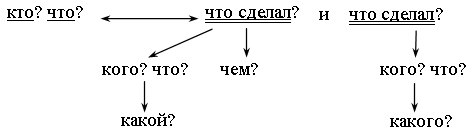 кто? что? что сделал? и что сделал?
кого? что? чем? кого? что?
какой? какого?